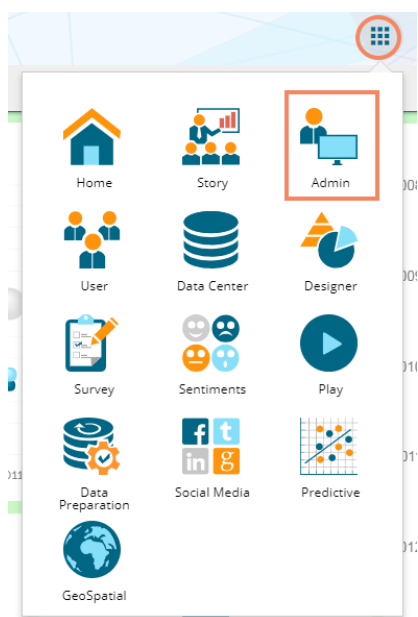 Home
Story
Admin
User
Data Center
Designer
Survey
Sentiments
Play
Data
Preparation
Social Media
Predictive
GeoSpatial